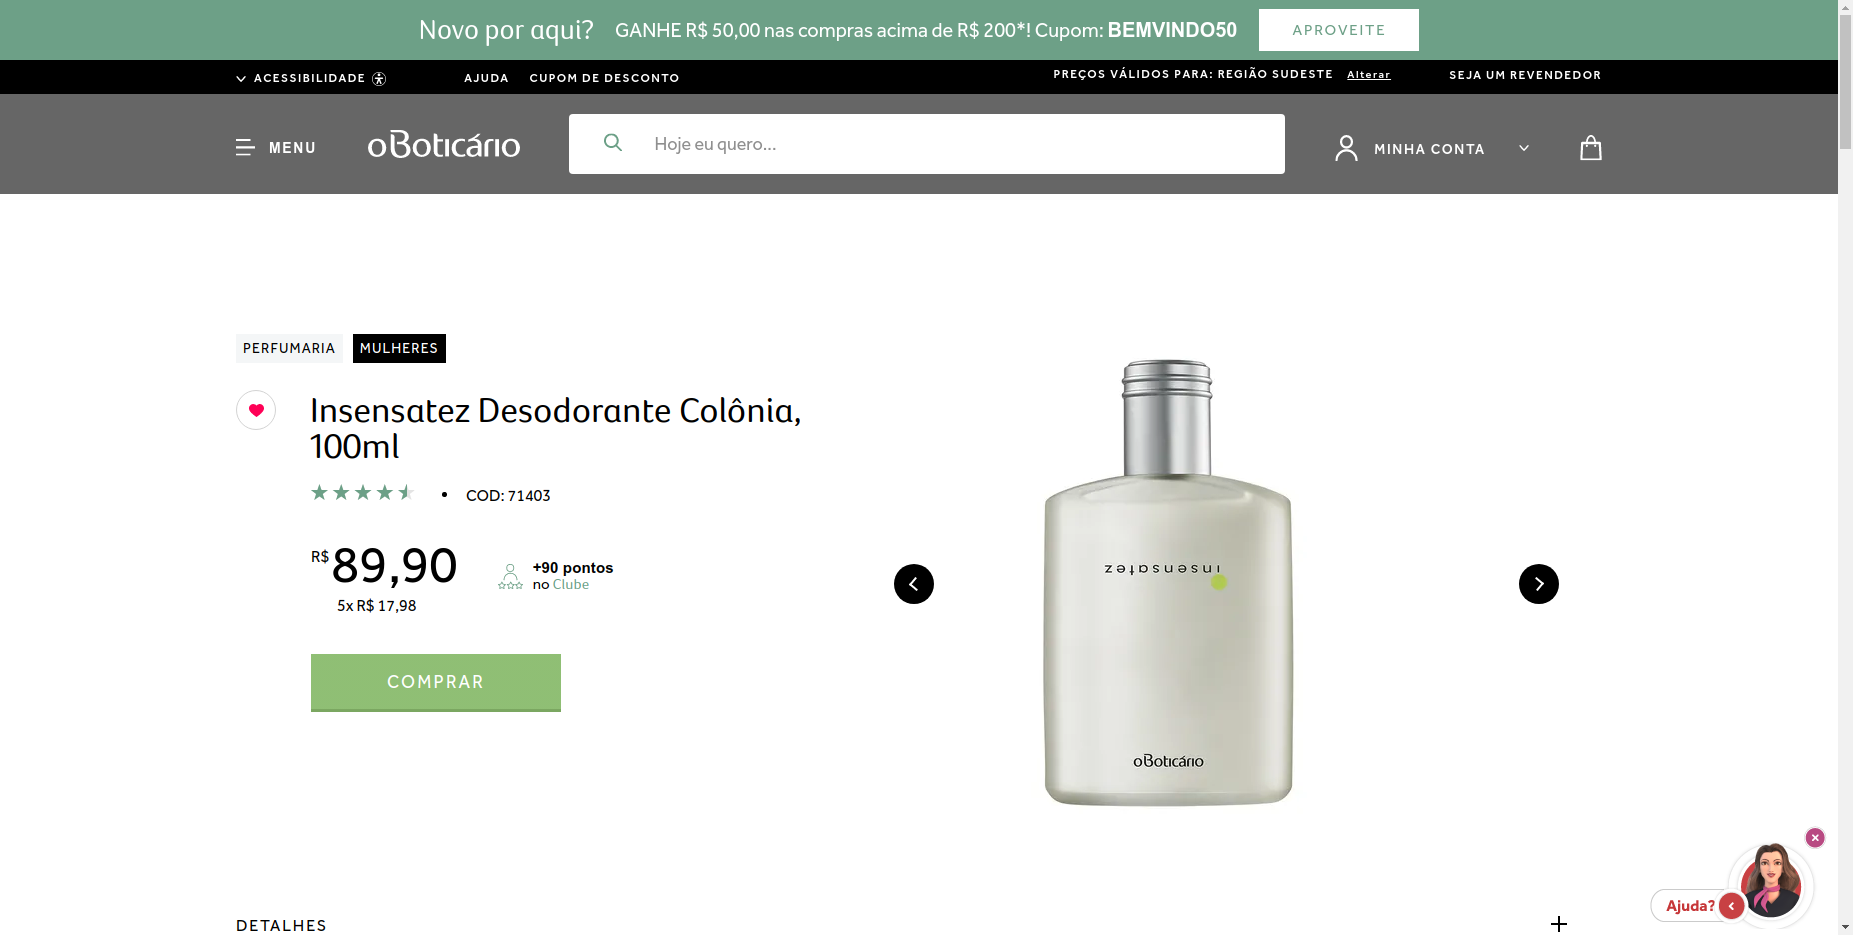 Novo por aqui? GANHE R$ 50,00 nas compras acima de R$ 200*! Cupom: BEMVINDO50 APROVEITE
ACESSIBILIDADE AJUDA CUPOM DE DESCONTO PREÇOS VÁLIDOS PARA: REGIÃO SUDESTE Alterar SEJA UM REVENDEDOR
MENU oBoticário Hoje eu quero... MINHA CONTA
PERFUMARIA MULHERES
Insensatez Desodorante Colônia,
100ml
• COD: 71403
R$ 89,90
+90 pontos
no Clube
5x R$ 17,98
COMPRAR
insensatez
oBoticário
Ajuda?
DETALHES